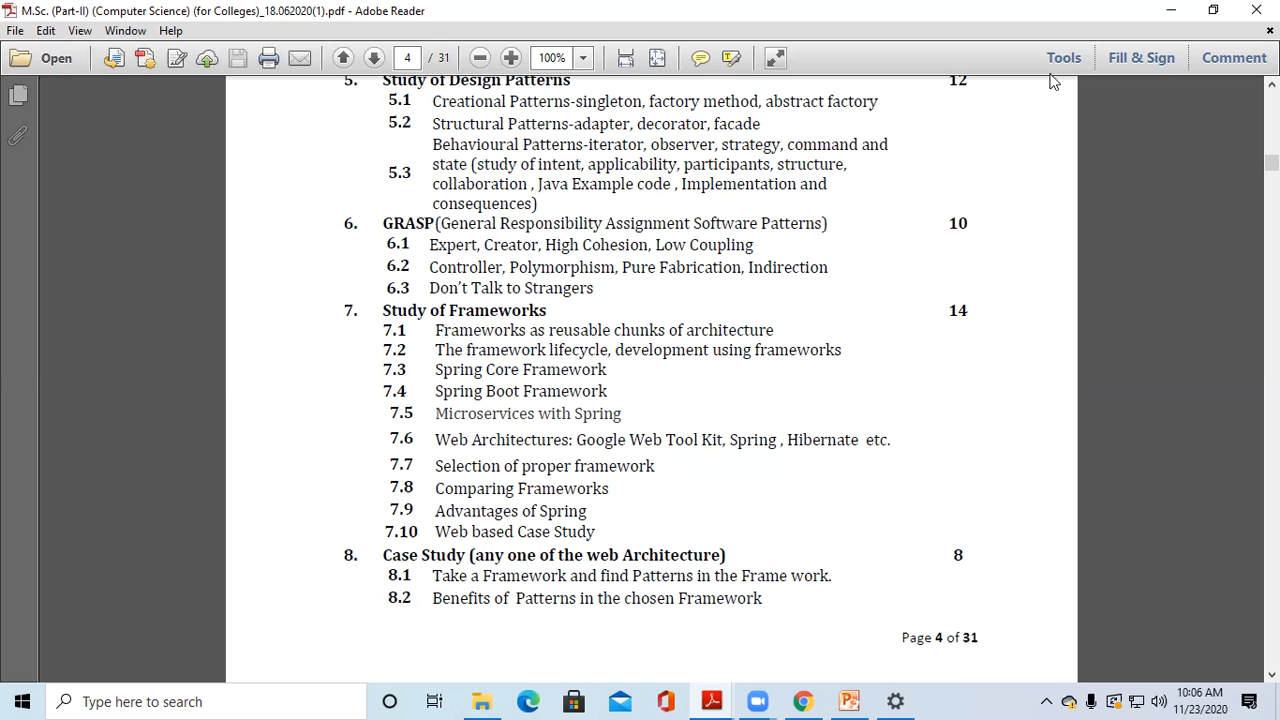 M.Sc. (Part-II) (Computer Science) (for Colleges)_18.062020(1).pdf - Adobe Reader
File Edit View Window Help
Open 4 / 31 100% Tools Fill & Sign Comment
5. Study of Design Patterns 12
5.1 Creational Patterns-singleton, factory method, abstract factory
5.2 Structural Patterns-adapter, decorator, facade
Behavioural Patterns-iterator, observer, strategy, command and
state (study of intent, applicability, participants, structure,
5.3
collaboration , Java Example code , Implementation and
consequences)
6. GRASP(General Responsibility Assignment Software Patterns) 10
6.1 Expert, Creator, High Cohesion, Low Coupling
6.2 Controller, Polymorphism, Pure Fabrication, Indirection
6.3 Don’t Talk to Strangers
7. Study of Frameworks 14
7.1 Frameworks as reusable chunks of architecture
7.2 The framework lifecycle, development using frameworks
7.3 Spring Core Framework
7.4 Spring Boot Framework
7.5 Microservices with Spring
7.6 Web Architectures: Google Web Tool Kit, Spring , Hibernate etc.
7.7 Selection of proper framework
7.8 Comparing Frameworks
7.9 Advantages of Spring
7.10 Web based Case Study
8. Case Study (any one of the web Architecture) 8
8.1 Take a Framework and find Patterns in the Frame work.
8.2 Benefits of Patterns in the chosen Framework
Page 4 of 31
Type here to search
10:06 AM
11/23/2020